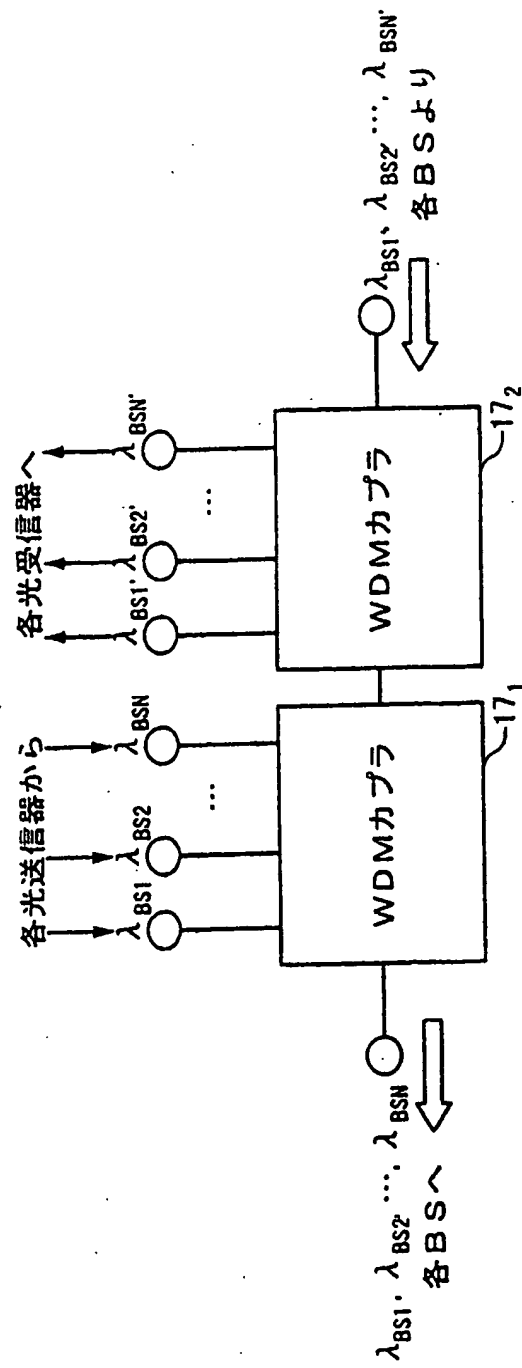 各光送信器から
λBS1 λBS2 ... λBSN
各光受信器へ
λBS1' λBS2' ... λBSN'
WDMカプラ
17₁
WDMカプラ
17₂
λBS1, λBS2, ..., λBSN
各BSへ
λBS1、λBS2' ..., λBSN'
各BSより